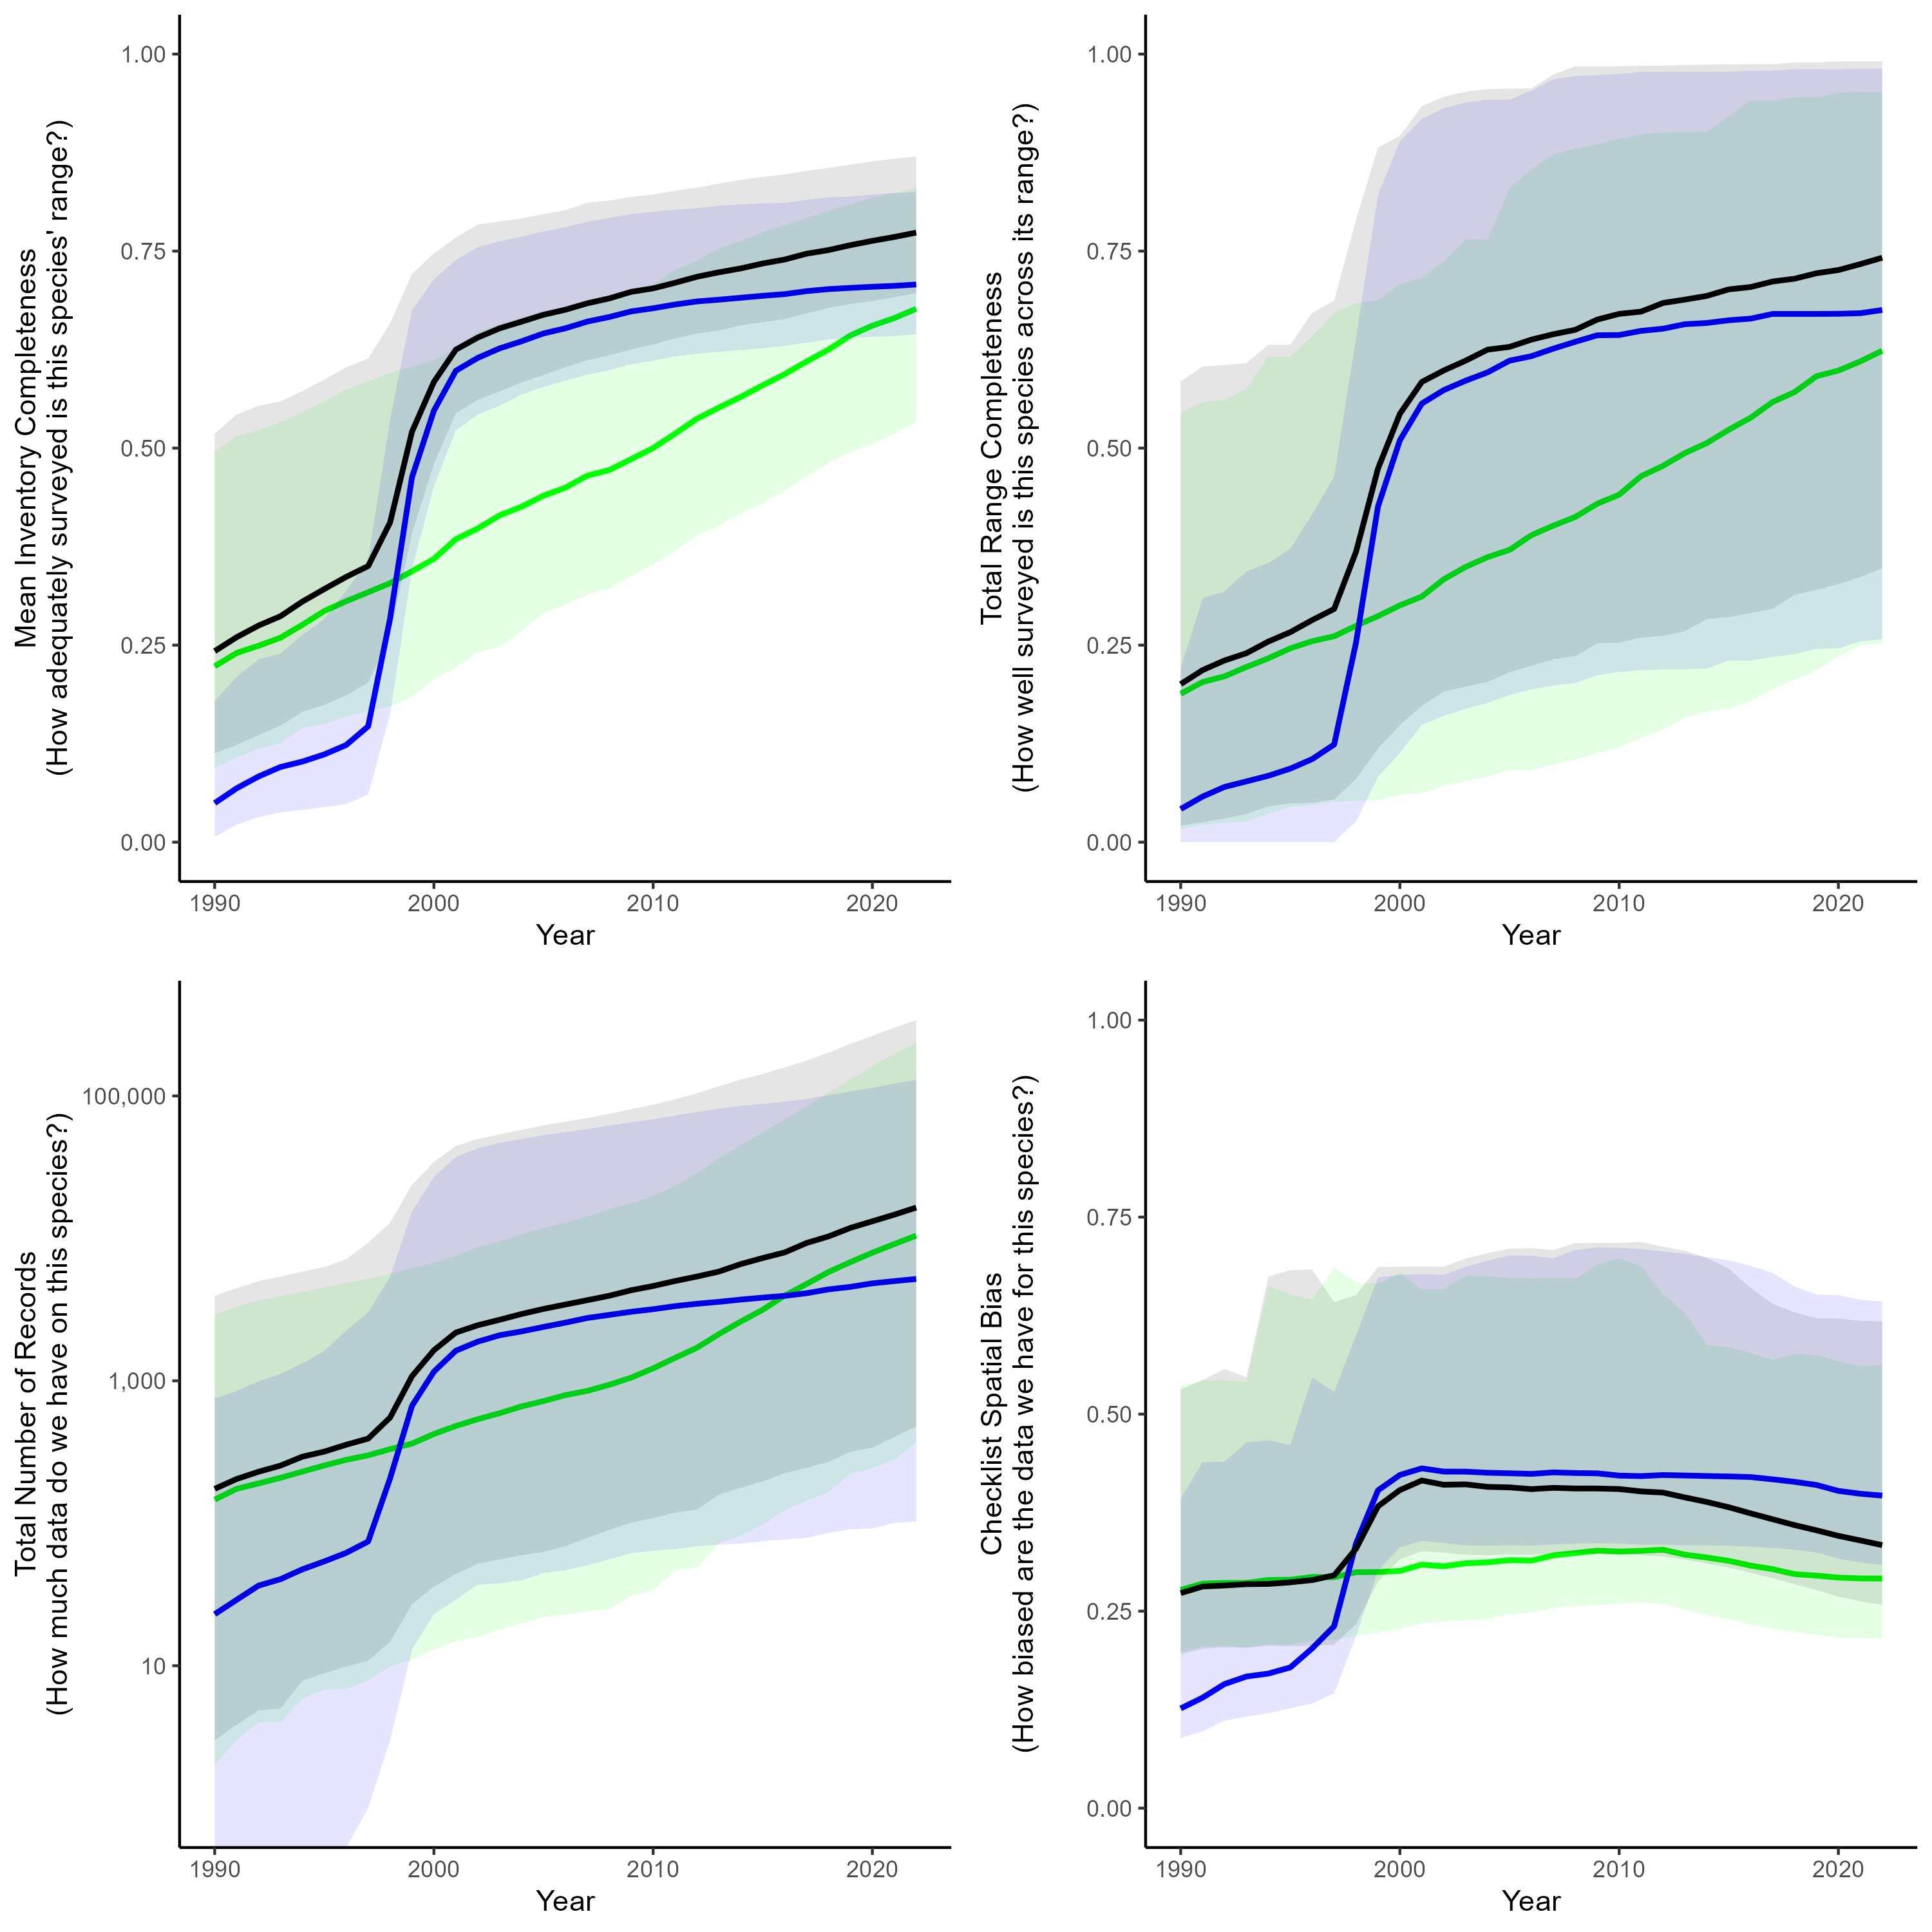 Mean Inventory Completeness
(How adequately surveyed is this species' range?)
1.00
0.75
0.50
0.25
0.00
1990
2000
2010
2020
Year
Total Range Completeness
(How well surveyed is this species across its range?)
1.00
0.75
0.50
0.25
0.00
1990
2000
2010
2020
Year
Total Number of Records
(How much data do we have on this species?)
100,000
1,000
10
1990
2000
2010
2020
Year
Checklist Spatial Bias
(How biased are the data we have for this species?)
1.00
0.75
0.50
0.25
0.00
1990
2000
2010
2020
Year